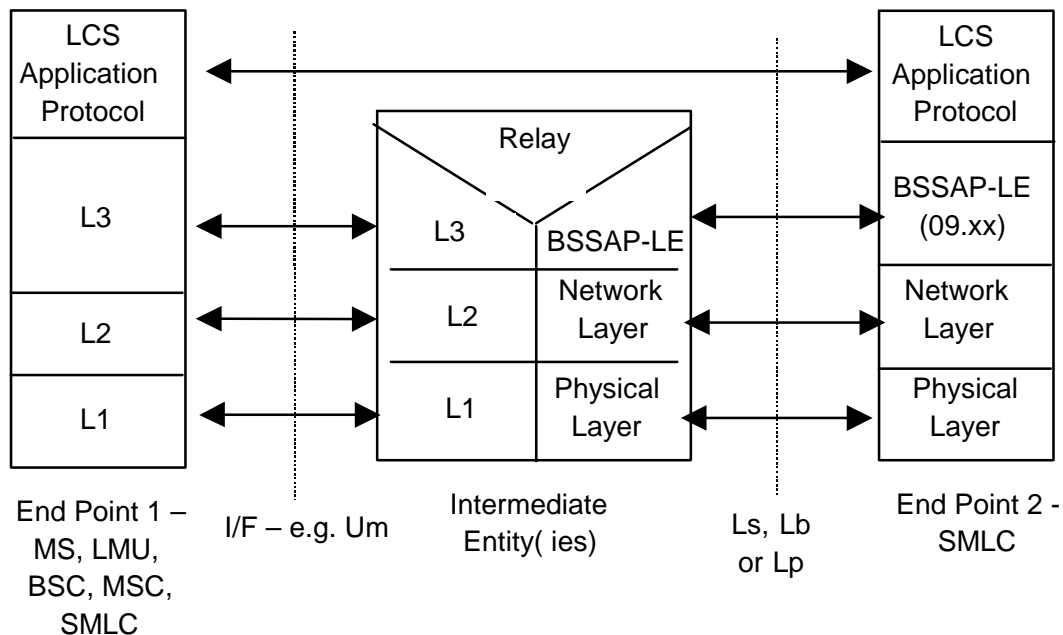 LCS
Application
Protocol
L3
L2
L1
End Point 1 –
MS, LMU,
BSC, MSC,
SMLC
I/F – e.g. Um
Relay
L3
BSSAP-LE
L2
Network
Layer
L1
Physical
Layer
Intermediate
Entity( ies)
Ls, Lb
or Lp
LCS
Application
Protocol
BSSAP-LE
(09.xx)
Network
Layer
Physical
Layer
End Point 2 -
SMLC